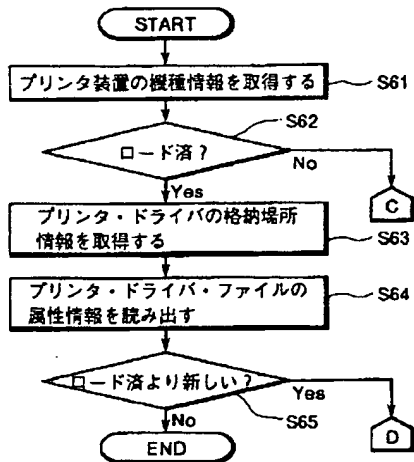 START
プリンタ装置の機種情報を取得する
S61
S62
ロード済?
No
Yes
C
プリンタ・ドライバの格納場所
情報を取得する
S63
プリンタ・ドライバ・ファイルの
属性情報を読み出す
S64
ロード済より新しい?
Yes
No
S65
D
END